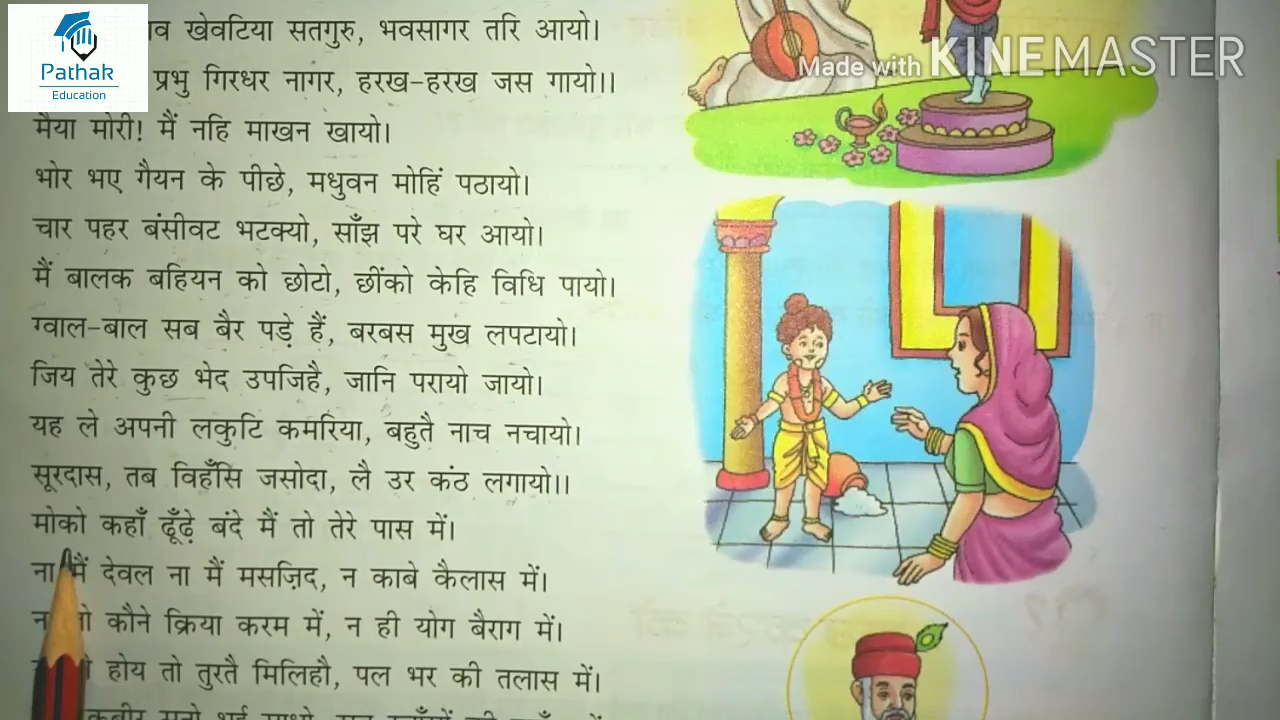 Pathak
Education
Made with KINEMASTER
खेवटिया सतगुरु, भवसागर तरि आयो।
प्रभु गिरधर नागर, हरख-हरख जस गायो।।
मैया मोरी! मैं नहि माखन खायो।
भोर भए गैयन के पीछे, मधुवन मोहिं पठायो।
चार पहर बंसीवट भटक्यो, साँझ परे घर आयो।
मैं बालक बहियन को छोटो, छींको केहि विधि पायो।
ग्वाल-बाल सब बैर पड़े हैं, बरबस मुख लपटायो।
जिय तेरे कुछ भेद उपजिहै, जानि परायो जायो।
यह ले अपनी लकुटि कमरिया, बहुतै नाच नचायो।
सूरदास, तब विहँसि जसोदा, लै उर कंठ लगायो।।
मोको कहाँ ढूँढ़े बंदे मैं तो तेरे पास में।
ना मैं देवल ना मैं मसज़िद, न काबे कैलास में।
कौने क्रिया करम में, न ही योग बैराग में।
होय तो तुरतै मिलिहौ, पल भर की तलास में।